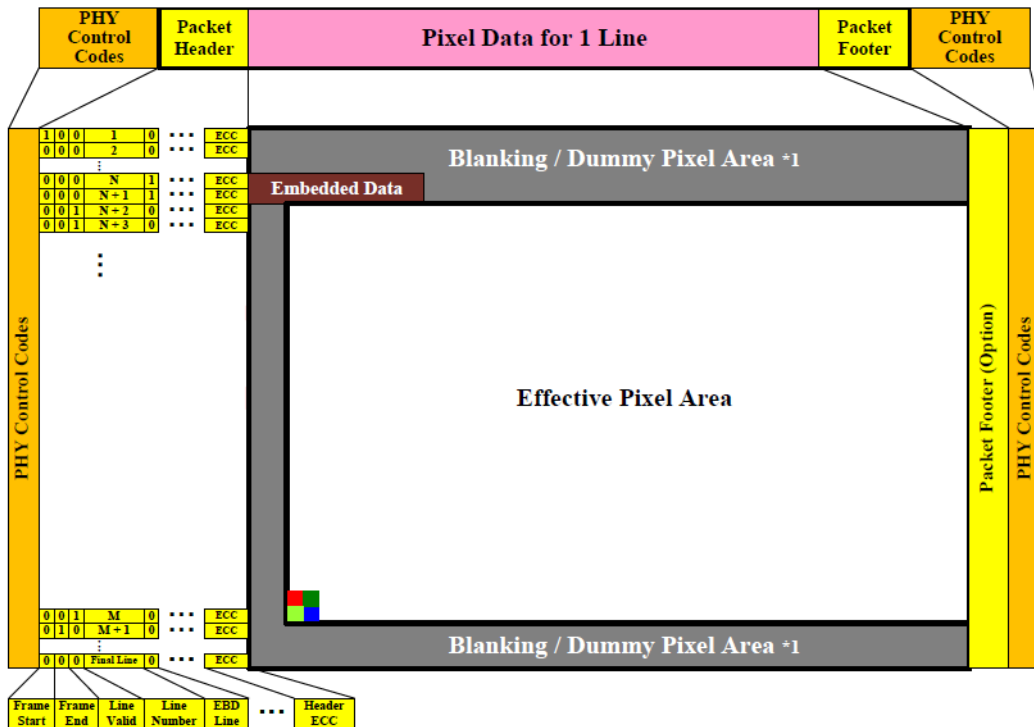 PHY
Control
Codes
Packet
Header
Pixel Data for 1 Line
Packet
Footer
PHY
Control
Codes
1 0 0 1 0 ··· ECC
0 0 0 2 0 ··· ECC
⋮
0 0 0 N 1 ··· ECC
0 0 0 N + 1 1 ··· ECC
0 0 1 N + 2 0 ··· ECC
0 0 1 N + 3 0 ··· ECC
⋮
Blanking / Dummy Pixel Area *1
Embedded Data
PHY Control Codes
Effective Pixel Area
Packet Footer (Option)
PHY Control Codes
0 0 1 M 0 ··· ECC
0 1 0 M + 1 0 ··· ECC
⋮
0 0 0 Final Line 0 ··· ECC
Blanking / Dummy Pixel Area *1
Frame
Start
Frame
End
Line
Valid
Line
Number
EBD
Line
···
Header
ECC